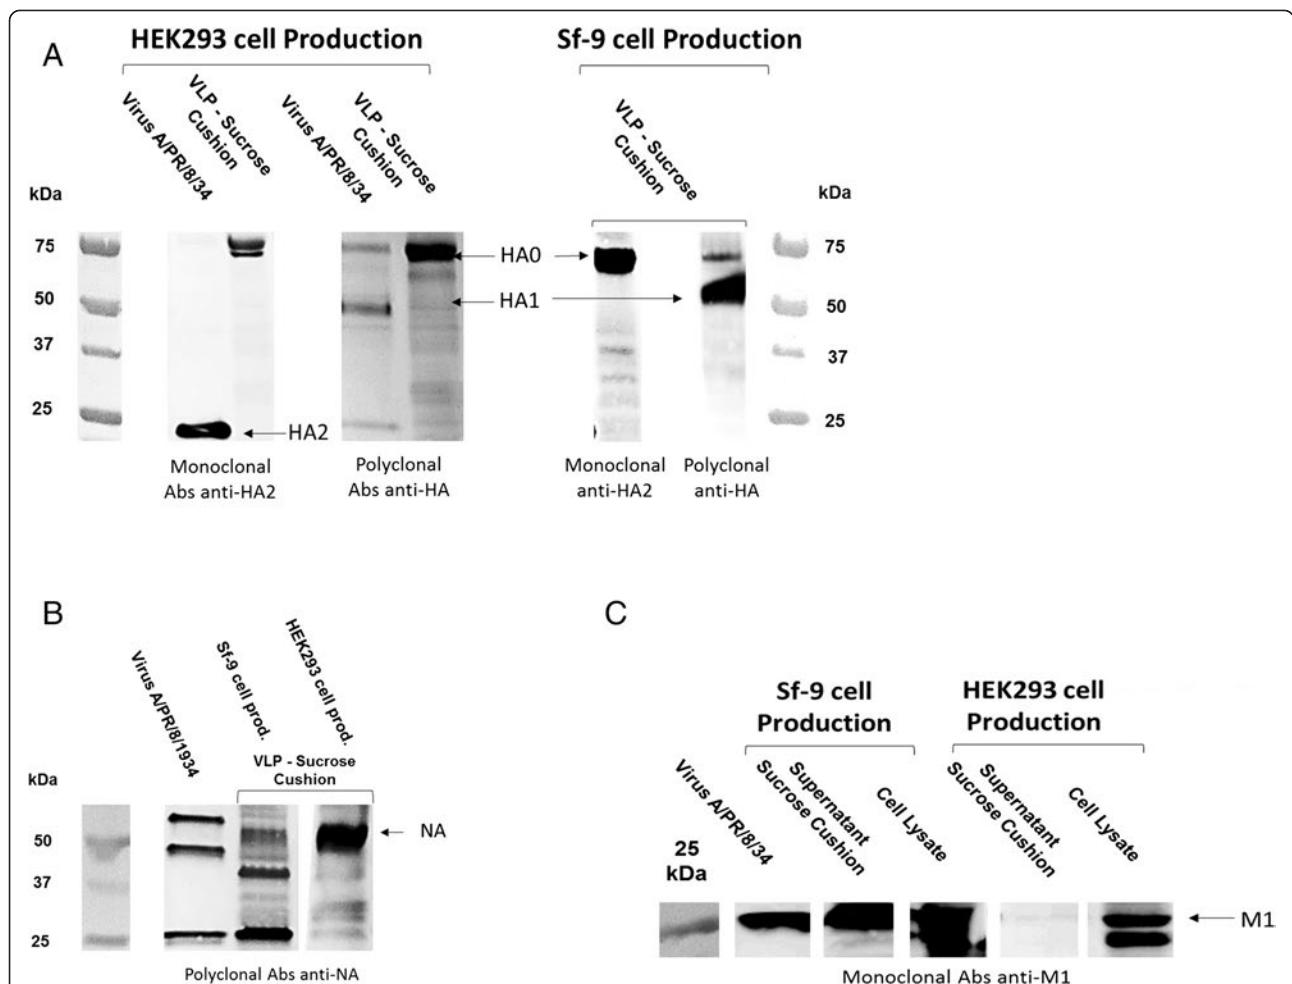 A
HEK293 cell Production
Sf-9 cell Production
Virus A/PR/8/34
VLP - Sucrose
Cushion
Virus A/PR/8/34
VLP - Sucrose
Cushion
VLP - Sucrose
Cushion
kDa
kDa
75
50
37
25
HA0
HA1
HA2
75
50
37
25
Monoclonal
Abs anti-HA2
Polyclonal
Abs anti-HA
Monoclonal
anti-HA2
Polyclonal
anti-HA
B
Virus A/PR/8/1934
Sf-9 cell prod.
HEK293 cell prod.
VLP - Sucrose
Cushion
kDa
50
37
25
NA
Polyclonal Abs anti-NA
C
Sf-9 cell
Production
HEK293 cell
Production
Virus A/PR/8/34
Supernatant
Sucrose Cushion
Cell Lysate
Supernatant
Sucrose Cushion
Cell Lysate
25
kDa
M1
Monoclonal Abs anti-M1